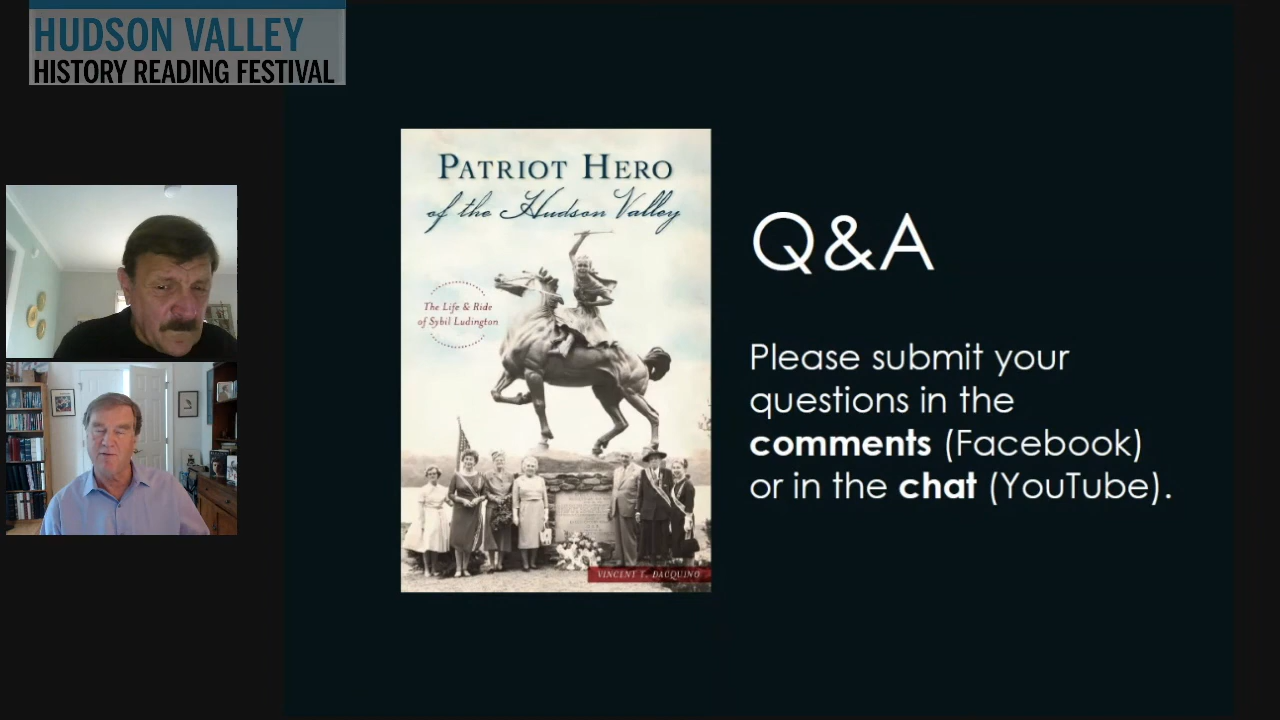 HUDSON VALLEY
HISTORY READING FESTIVAL
PATRIOT HERO
of the Hudson Valley
The Life & Ride
of Sybil Ludington
VINCENT T. DACQUINO
Q&A
Please submit your
questions in the
comments (Facebook)
or in the chat (YouTube).